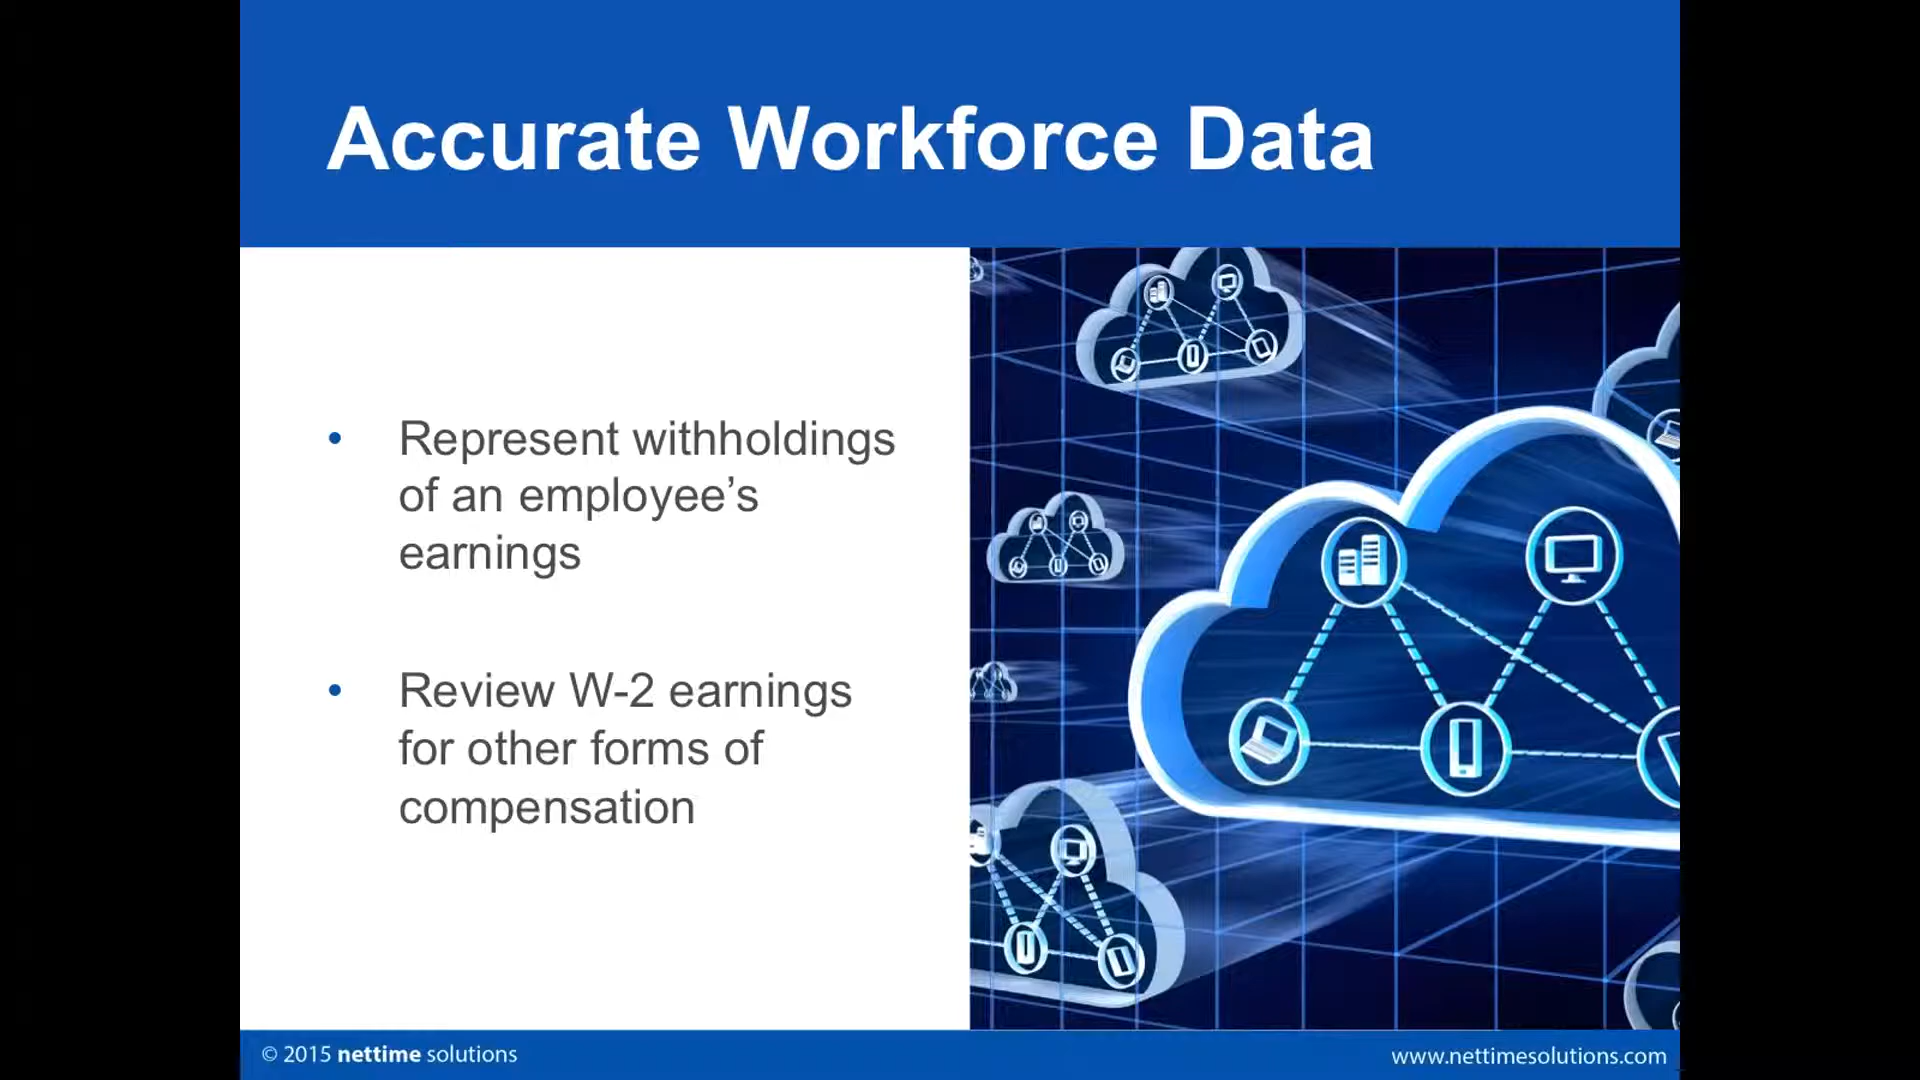 Accurate Workforce Data
• Represent withholdings
of an employee’s
earnings
• Review W-2 earnings
for other forms of
compensation
© 2015 nettime solutions
www.nettimesolutions.com